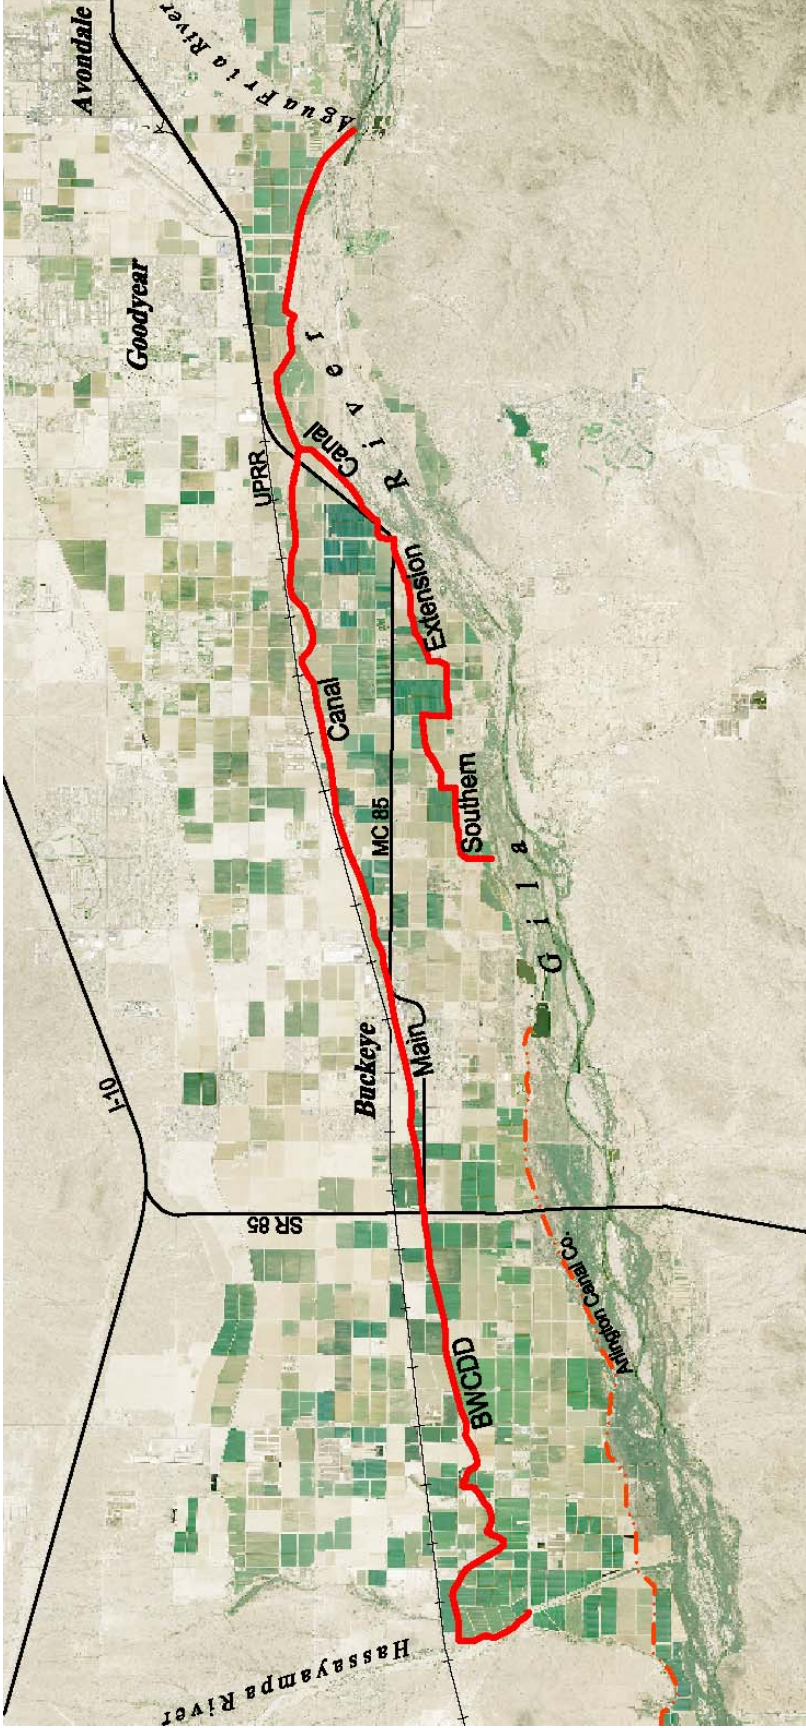 Avondale
Agua Fria River
Goodyear
UPRR
Canal
River
Extension
Canal
MC 85
Southern
Gila
Buckeye
Main
I-10
SR 85
Arlington Canal Co.
BWCDD
Hassayampa River